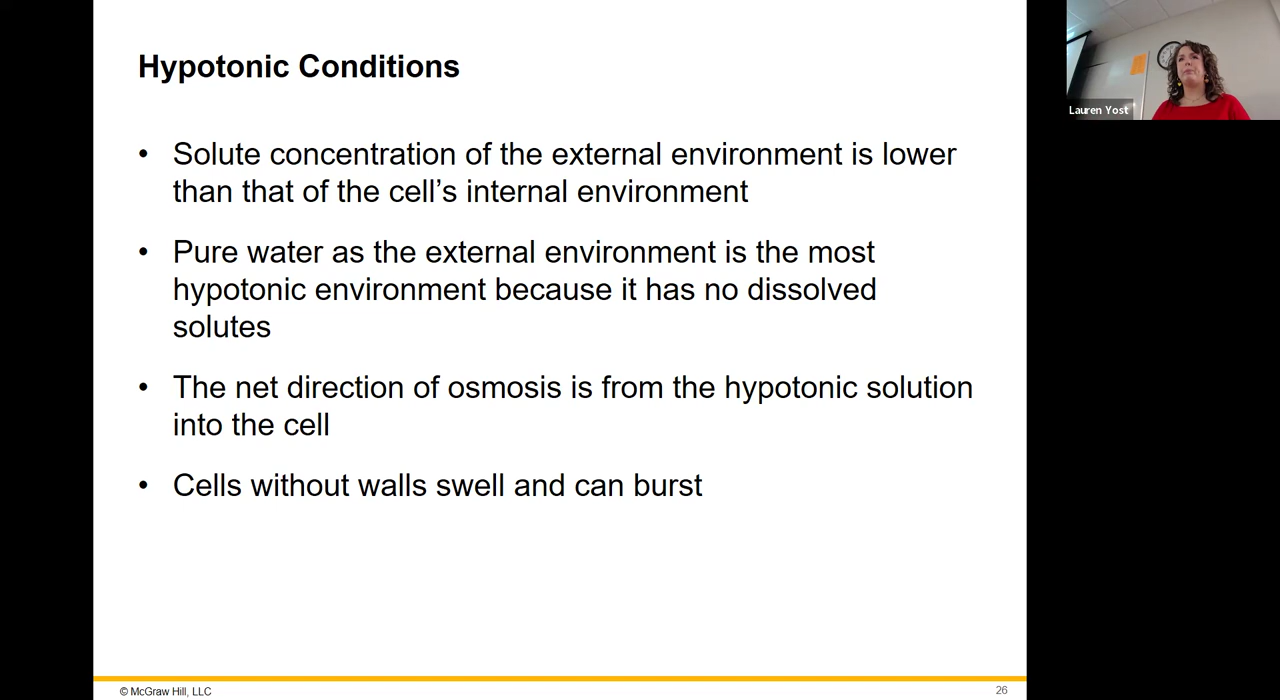 Hypotonic Conditions
• Solute concentration of the external environment is lower
than that of the cell’s internal environment
• Pure water as the external environment is the most
hypotonic environment because it has no dissolved
solutes
• The net direction of osmosis is from the hypotonic solution
into the cell
• Cells without walls swell and can burst
© McGraw Hill, LLC
26
Lauren Yost